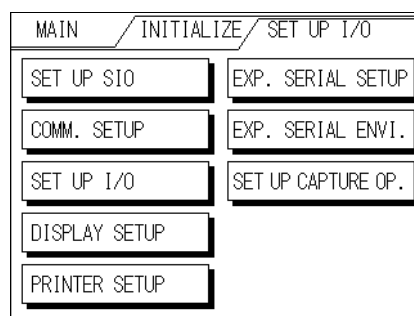 MAIN / INITIALIZE / SET UP I/O
SET UP SIO
COMM. SETUP
SET UP I/O
DISPLAY SETUP
PRINTER SETUP
EXP. SERIAL SETUP
EXP. SERIAL ENVI.
SET UP CAPTURE OP.